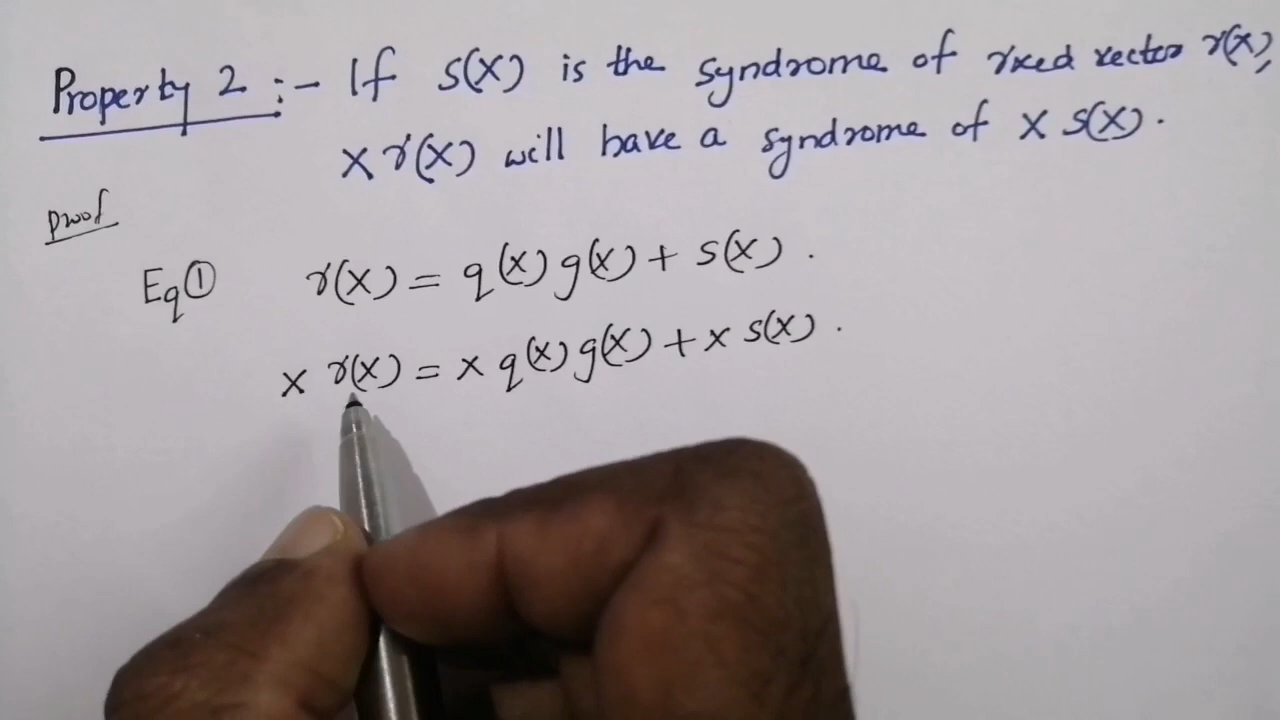 Property 2 :- If s(x) is the syndrome of rxed vector r(x),
x r(x) will have a syndrome of x s(x).
Proof
Eq① r(x) = q(x) g(x) + s(x).
x r(x) = x q(x) g(x) + x s(x).